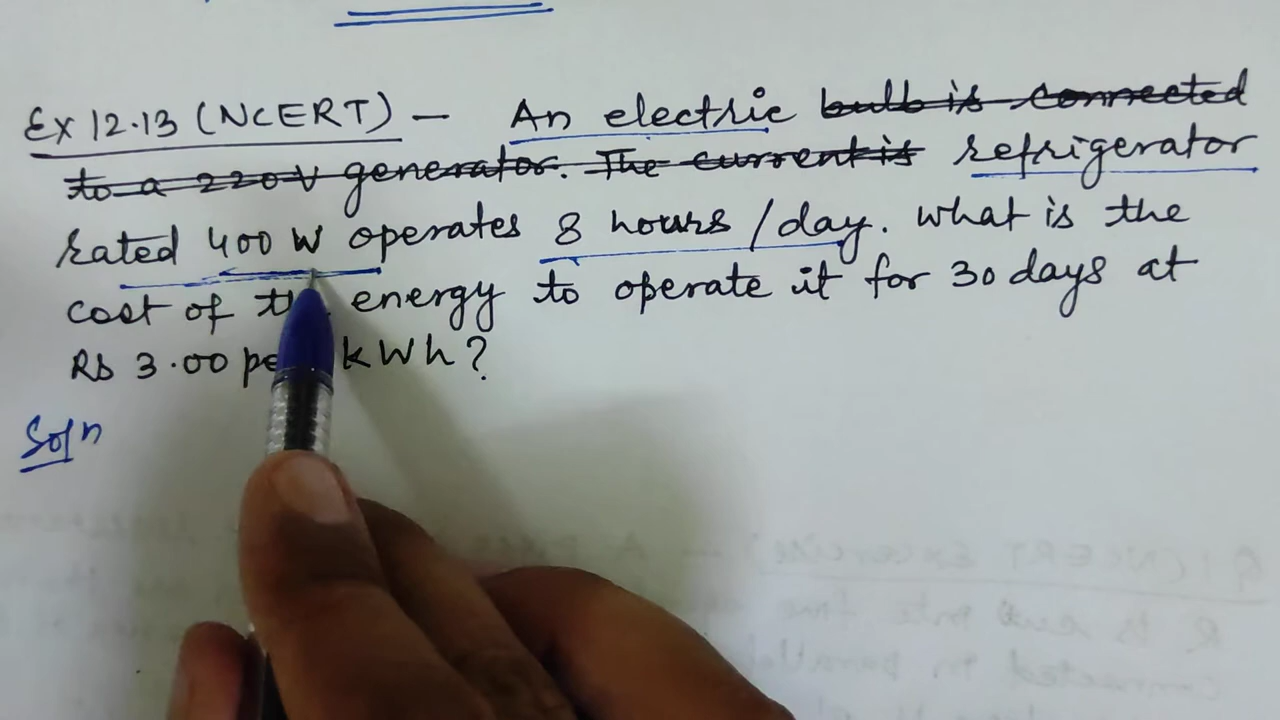 Ex 12.13 (NCERT) - An electric bulb is connected
to a 220 V generator. The current is refrigerator
rated 400 W operates 8 hours /day. What is the
cost of energy to operate it for 30 days at
Rs 3.00 kWh?
Soln